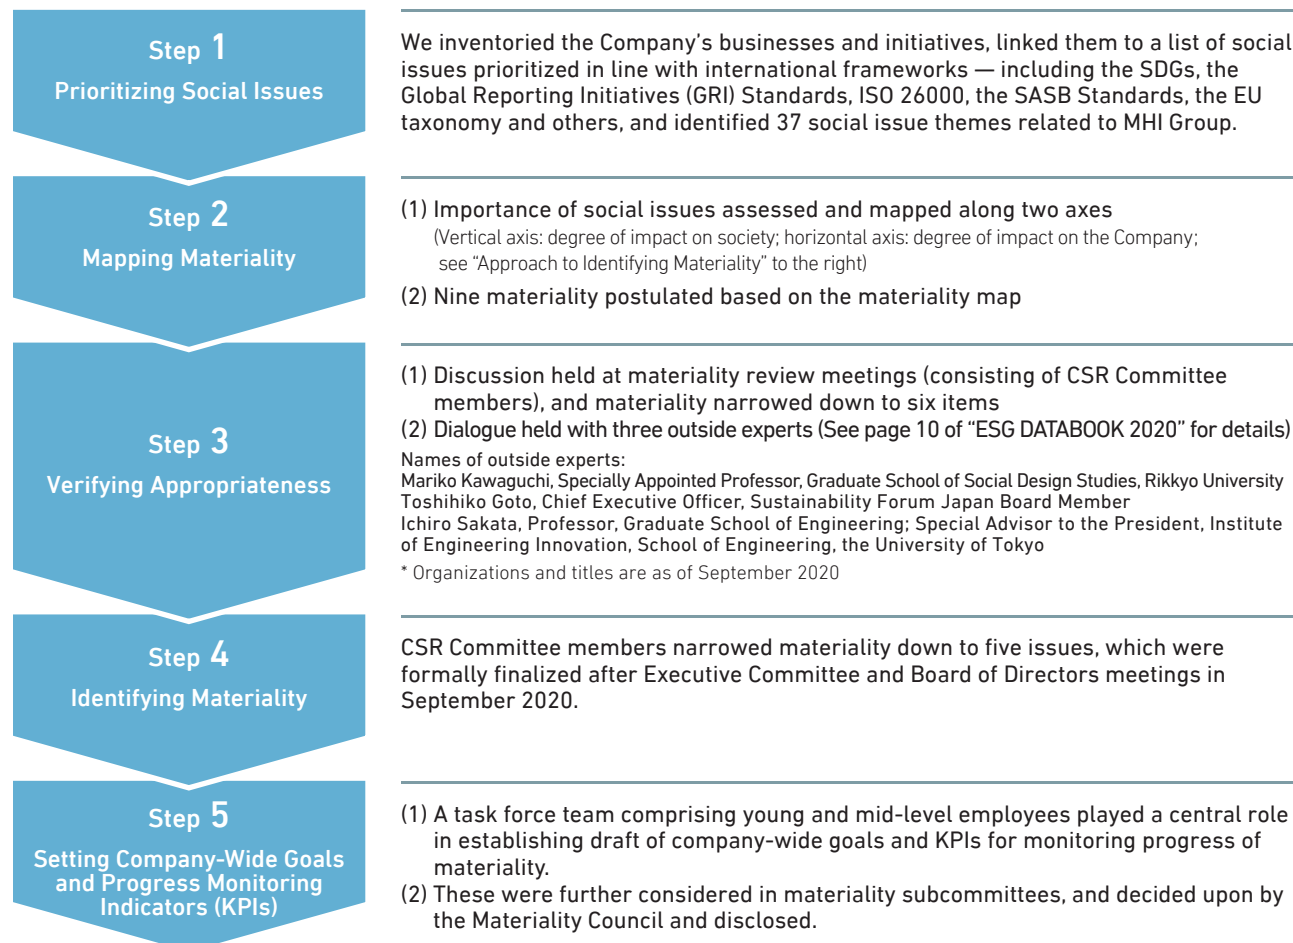 Step 1
Prioritizing Social Issues
We inventoried the Company’s businesses and initiatives, linked them to a list of social
issues prioritized in line with international frameworks — including the SDGs, the
Global Reporting Initiatives (GRI) Standards, ISO 26000, the SASB Standards, the EU
taxonomy and others, and identified 37 social issue themes related to MHI Group.
Step 2
Mapping Materiality
(1) Importance of social issues assessed and mapped along two axes
(Vertical axis: degree of impact on society; horizontal axis: degree of impact on the Company;
see “Approach to Identifying Materiality” to the right)
(2) Nine materiality postulated based on the materiality map
Step 3
Verifying Appropriateness
(1) Discussion held at materiality review meetings (consisting of CSR Committee
members), and materiality narrowed down to six items
(2) Dialogue held with three outside experts (See page 10 of “ESG DATABOOK 2020” for details)
Names of outside experts:
Mariko Kawaguchi, Specially Appointed Professor, Graduate School of Social Design Studies, Rikkyo University
Toshihiko Goto, Chief Executive Officer, Sustainability Forum Japan Board Member
Ichiro Sakata, Professor, Graduate School of Engineering; Special Advisor to the President, Institute
of Engineering Innovation, School of Engineering, the University of Tokyo
* Organizations and titles are as of September 2020
Step 4
Identifying Materiality
CSR Committee members narrowed materiality down to five issues, which were
formally finalized after Executive Committee and Board of Directors meetings in
September 2020.
Step 5
Setting Company-Wide Goals
and Progress Monitoring
Indicators (KPIs)
(1) A task force team comprising young and mid-level employees played a central role
in establishing draft of company-wide goals and KPIs for monitoring progress of
materiality.
(2) These were further considered in materiality subcommittees, and decided upon by
the Materiality Council and disclosed.